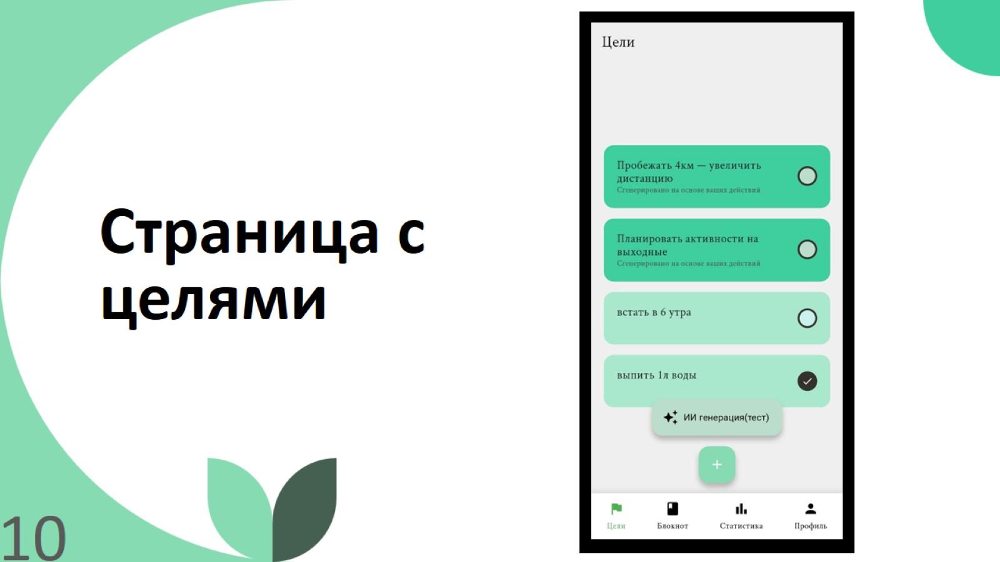 Страница с
целями
10
Цели
Пробежать 4км — увеличить
дистанцию
Сгенерировано на основе ваших действий
Планировать активности на
выходные
Сгенерировано на основе ваших действий
встать в 6 утра
выпить 1л воды
ИИ генерация(тест)
+
Цели
Блокнот
Статистика
Профиль